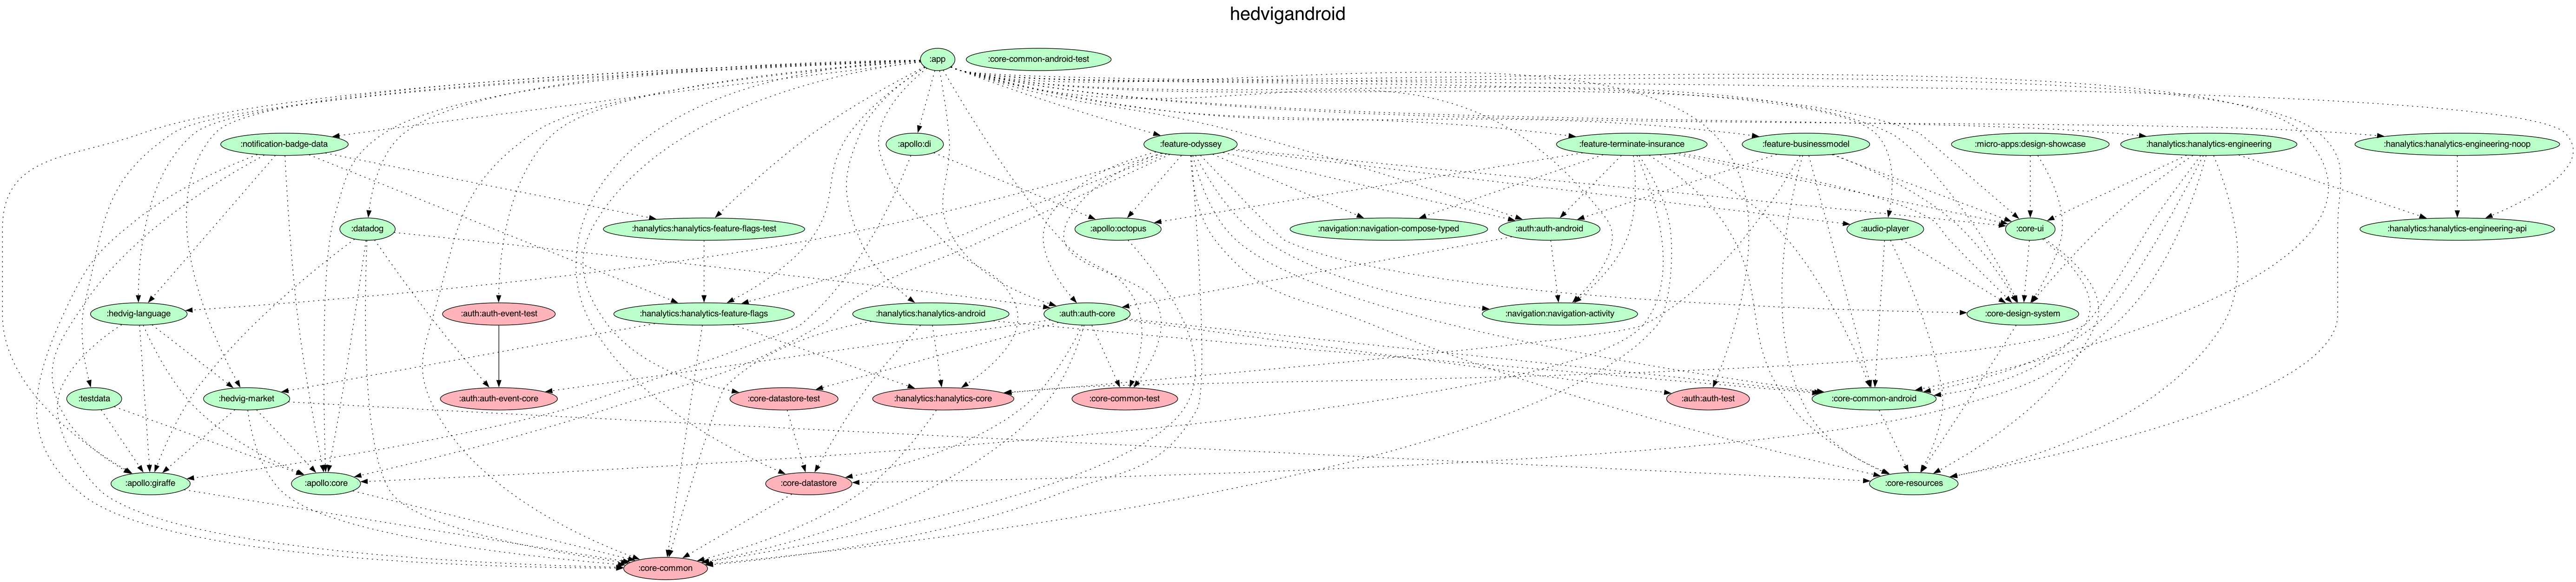 hedvigandroid
:app
:core-common-android-test
:notification-badge-data
:apollo:di
:feature-odyssey
:feature-terminate-insurance
:feature-businessmodel
:micro-apps:design-showcase
:hanalytics:hanalytics-engineering
:hanalytics:hanalytics-engineering-noop
:datadog
:hanalytics:hanalytics-feature-flags-test
:apollo:octopus
:navigation:navigation-compose-typed
:auth:auth-android
:audio-player
:core-ui
:hanalytics:hanalytics-engineering-api
:hedvig-language
:auth:auth-event-test
:hanalytics:hanalytics-feature-flags
:hanalytics:hanalytics-android
:auth:auth-core
:navigation:navigation-activity
:core-design-system
:testdata
:hedvig-market
:auth:auth-event-core
:core-datastore-test
:hanalytics:hanalytics-core
:core-common-test
:auth:auth-test
:core-common-android
:apollo:giraffe
:apollo:core
:core-datastore
:core-resources
:core-common